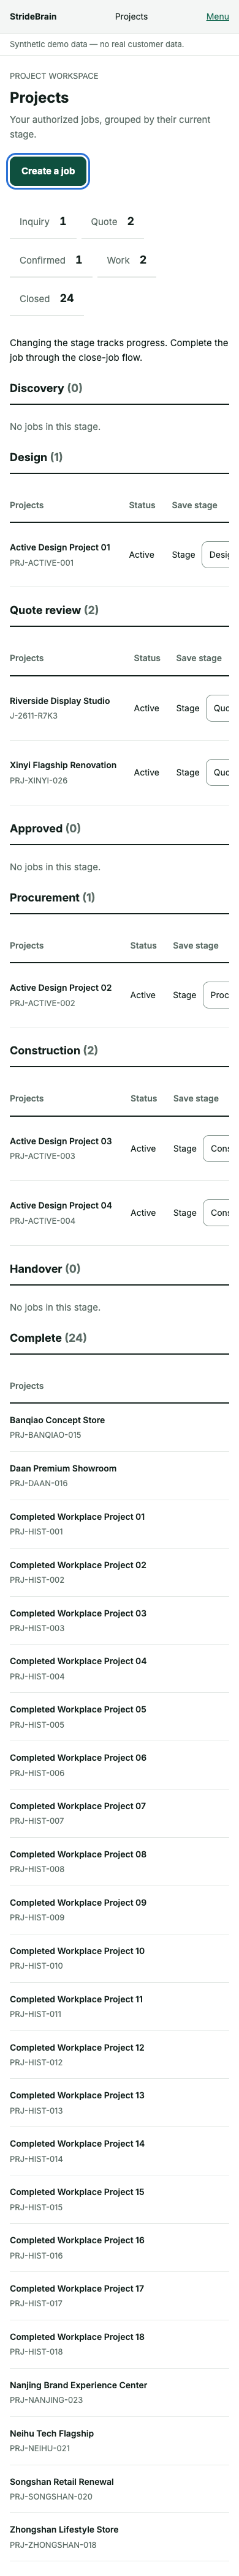 StrideBrain Projects Menu
Synthetic demo data — no real customer data.
PROJECT WORKSPACE
Projects
Your authorized jobs, grouped by their current
stage.
Create a job
Inquiry 1 Quote 2
Confirmed 1 Work 2
Closed 24
Changing the stage tracks progress. Complete the
job through the close-job flow.
Discovery (0)
No jobs in this stage.
Design (1)
Projects Status Save stage
Active Design Project 01
PRJ-ACTIVE-001
Active Stage Desig
Quote review (2)
Projects Status Save stage
Riverside Display Studio
J-2611-R7K3
Active Stage Quo
Xinyi Flagship Renovation
PRJ-XINYI-026
Active Stage Quo
Approved (0)
No jobs in this stage.
Procurement (1)
Projects Status Save stage
Active Design Project 02
PRJ-ACTIVE-002
Active Stage Proc
Construction (2)
Projects Status Save stage
Active Design Project 03
PRJ-ACTIVE-003
Active Stage Cons
Active Design Project 04
PRJ-ACTIVE-004
Active Stage Cons
Handover (0)
No jobs in this stage.
Complete (24)
Projects
Banqiao Concept Store
PRJ-BANQIAO-015
Daan Premium Showroom
PRJ-DAAN-016
Completed Workplace Project 01
PRJ-HIST-001
Completed Workplace Project 02
PRJ-HIST-002
Completed Workplace Project 03
PRJ-HIST-003
Completed Workplace Project 04
PRJ-HIST-004
Completed Workplace Project 05
PRJ-HIST-005
Completed Workplace Project 06
PRJ-HIST-006
Completed Workplace Project 07
PRJ-HIST-007
Completed Workplace Project 08
PRJ-HIST-008
Completed Workplace Project 09
PRJ-HIST-009
Completed Workplace Project 10
PRJ-HIST-010
Completed Workplace Project 11
PRJ-HIST-011
Completed Workplace Project 12
PRJ-HIST-012
Completed Workplace Project 13
PRJ-HIST-013
Completed Workplace Project 14
PRJ-HIST-014
Completed Workplace Project 15
PRJ-HIST-015
Completed Workplace Project 16
PRJ-HIST-016
Completed Workplace Project 17
PRJ-HIST-017
Completed Workplace Project 18
PRJ-HIST-018
Nanjing Brand Experience Center
PRJ-NANJING-023
Neihu Tech Flagship
PRJ-NEIHU-021
Songshan Retail Renewal
PRJ-SONGSHAN-020
Zhongshan Lifestyle Store
PRJ-ZHONGSHAN-018